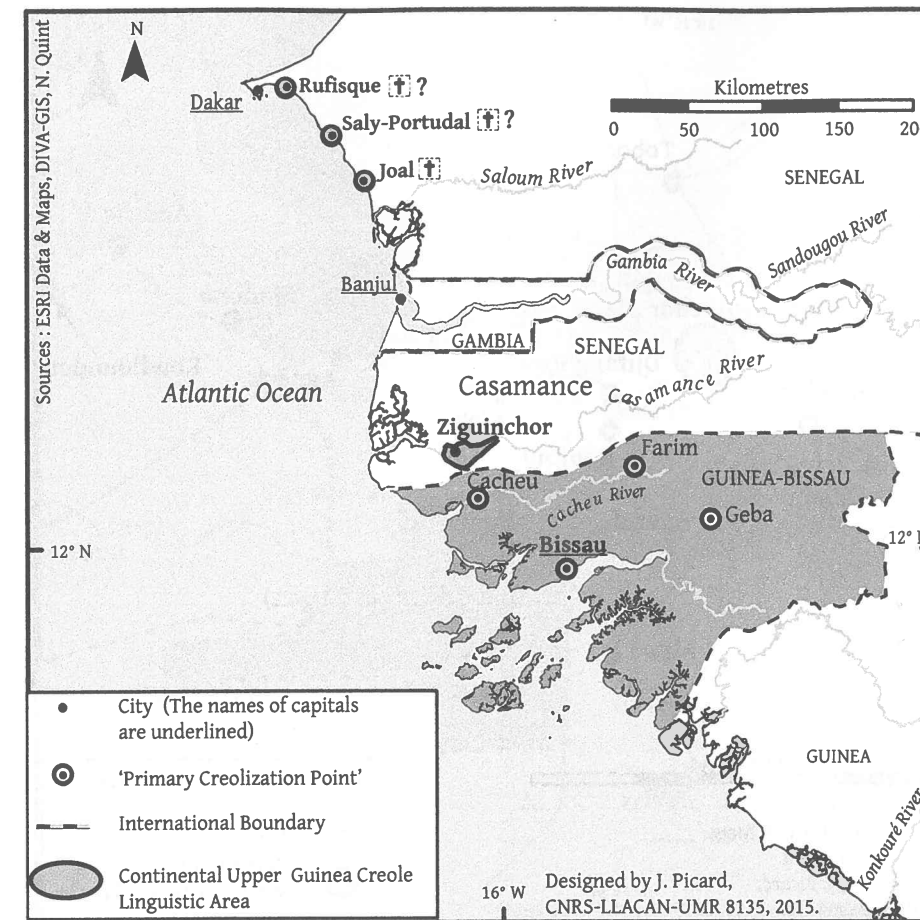 Sources : ESRI Data & Maps, DIVA-GIS, N. Quint
N
Kilometres
0 50 100 150 20
Rufisque ?
Dakar
Saly-Portudal ?
Joal
Saloum River
SENEGAL
Sandougou River
Gambia River
Banjul
GAMBIA
SENEGAL
Casamance
Casamance River
Atlantic Ocean
Ziguinchor
Farim
Cacheu
GUINEA-BISSAU
Cacheu River
Geba
Bissau
12° N
12°
GUINEA
Konkouré River
City (The names of capitals
are underlined)
'Primary Creolization Point'
International Boundary
Continental Upper Guinea Creole
Linguistic Area
16° W
Designed by J. Picard,
CNRS-LLACAN-UMR 8135, 2015.